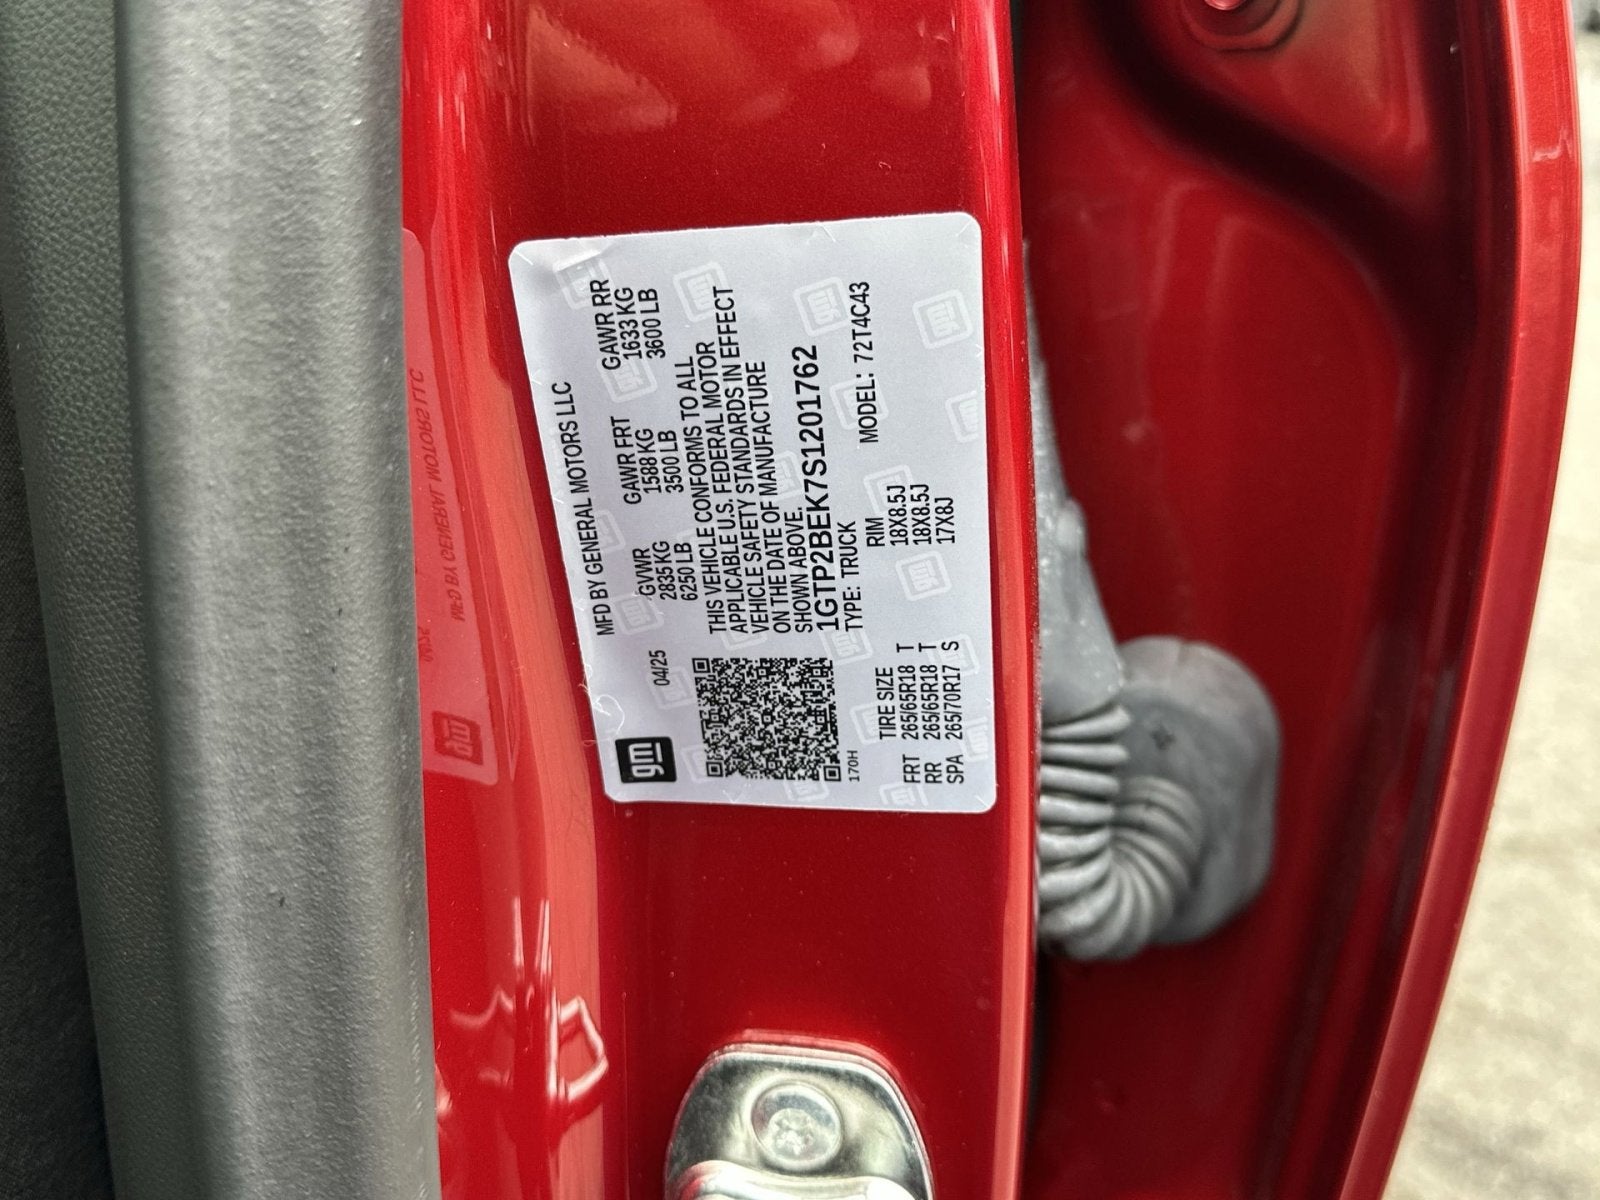 gm
04/25
MFD BY GENERAL MOTORS LLC
GVWR GAWR FRT GAWR RR
2835 KG 1588 KG 1633 KG
6250 LB 3500 LB 3600 LB
THIS VEHICLE CONFORMS TO ALL
APPLICABLE U.S. FEDERAL MOTOR
VEHICLE SAFETY STANDARDS IN EFFECT
ON THE DATE OF MANUFACTURE
SHOWN ABOVE.
1GTP2BEK7S1201762
TYPE: TRUCK MODEL: 72T4C43
170H
TIRE SIZE RIM
FRT 265/65R18 T 18X8.5J
RR 265/65R18 T 18X8.5J
SPA 265/70R17 S 17X8J